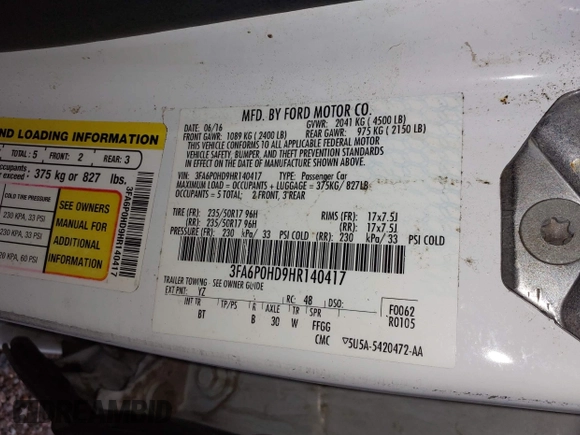 MFD. BY FORD MOTOR CO.
DATE: 06/16 GVWR: 2041 KG ( 4500 LB)
FRONT GAWR: 1089 KG ( 2400 LB) REAR GAWR: 975 KG ( 2150 LB)
THIS VEHICLE CONFORMS TO ALL APPLICABLE FEDERAL MOTOR
VEHICLE SAFETY, BUMPER, AND THEFT PREVENTION STANDARDS
IN EFFECT ON THE DATE OF MANUFACTURE SHOWN ABOVE.
VIN: 3FA6P0HD9HR140417 TYPE: Passenger Car
MAXIMUM LOAD = OCCUPANTS + LUGGAGE = 375KG/ 827LB
OCCUPANTS = 5 TOTAL: 2 FRONT, 3 REAR
TIRE (FR): 235/50R17 96H RIMS (FR): 17x7.5J
(RR): 235/50R17 96H (RR): 17x7.5J
PRESSURE (FR): 230 kPa/ 33 PSI COLD (RR): 230 kPa/ 33 PSI COLD
3FA6P0HD9HR140417
TRAILER TOWING - SEE OWNER GUIDE
EXT PNT: YZ RC: 48 DSO:
INT TR TP/PS R AXLE TR SPR
BT B 30 W FFGG
CMC
F0062
R0105
5U5A-5420472-AA
ND LOADING INFORMATION
TOTAL : 5 FRONT: 2 REAR: 3
cupants:
exceed 375 kg or 827 lbs.
COLD TIRE PRESSURE
230 KPA, 33 PSI
230 KPA, 33 PSI
KPA, 60 PSI
SEE OWNERS
MANUAL FOR
ADDITIONAL
INFORMATION
3FA6P0HD9HR140417
DREAMBID